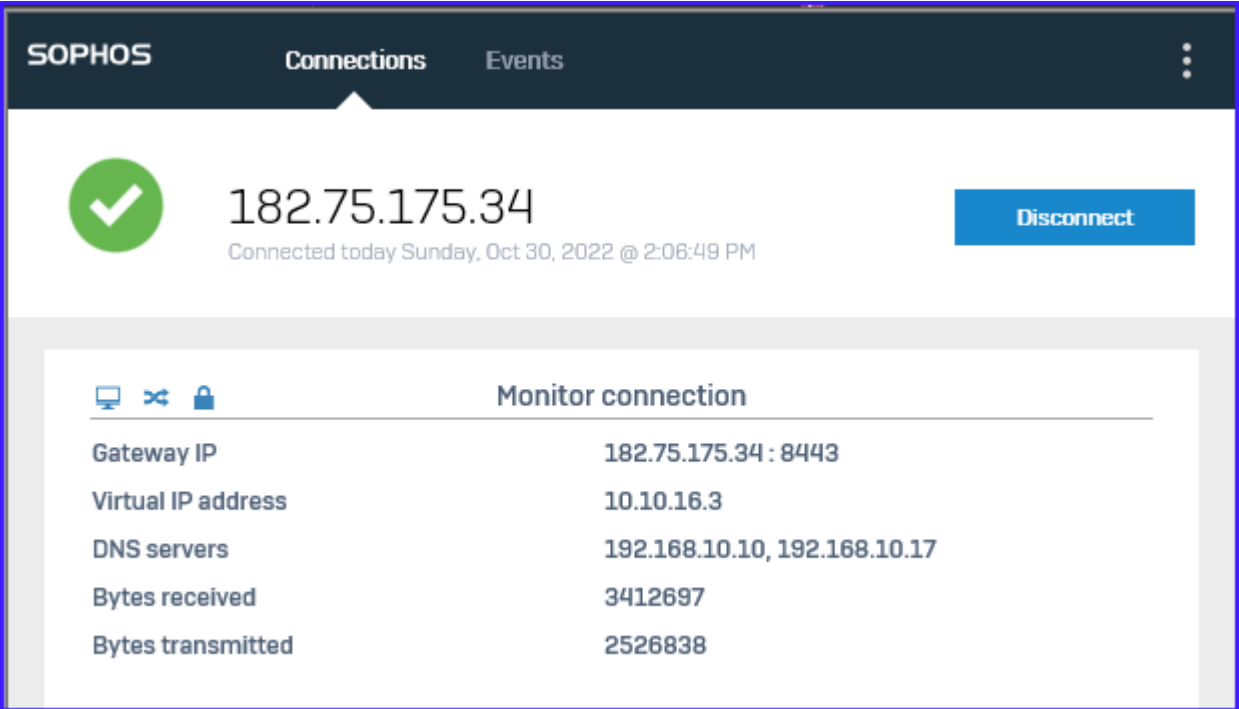 SOPHOS Connections Events
182.75.175.34
Disconnect
Connected today Sunday, Oct 30, 2022 @ 2:06:49 PM
Monitor connection
Gateway IP 182.75.175.34 : 8443
Virtual IP address 10.10.16.3
DNS servers 192.168.10.10, 192.168.10.17
Bytes received 3412697
Bytes transmitted 2526838